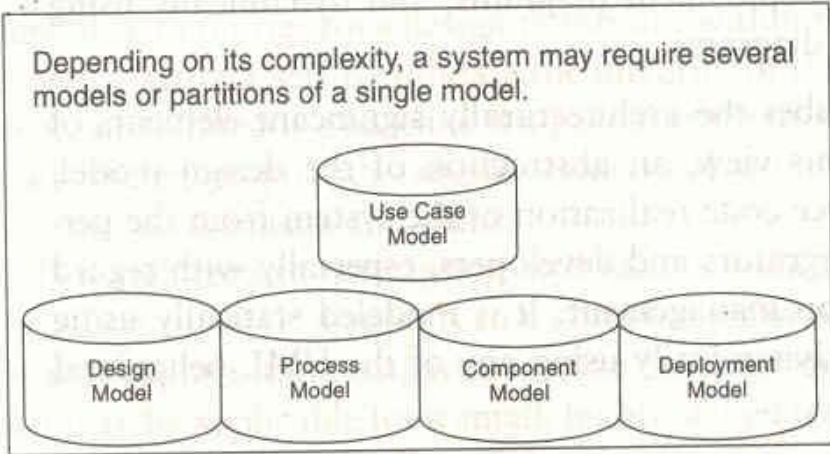 Depending on its complexity, a system may require several
models or partitions of a single model.
Use Case
Model
Design
Model
Process
Model
Component
Model
Deployment
Model